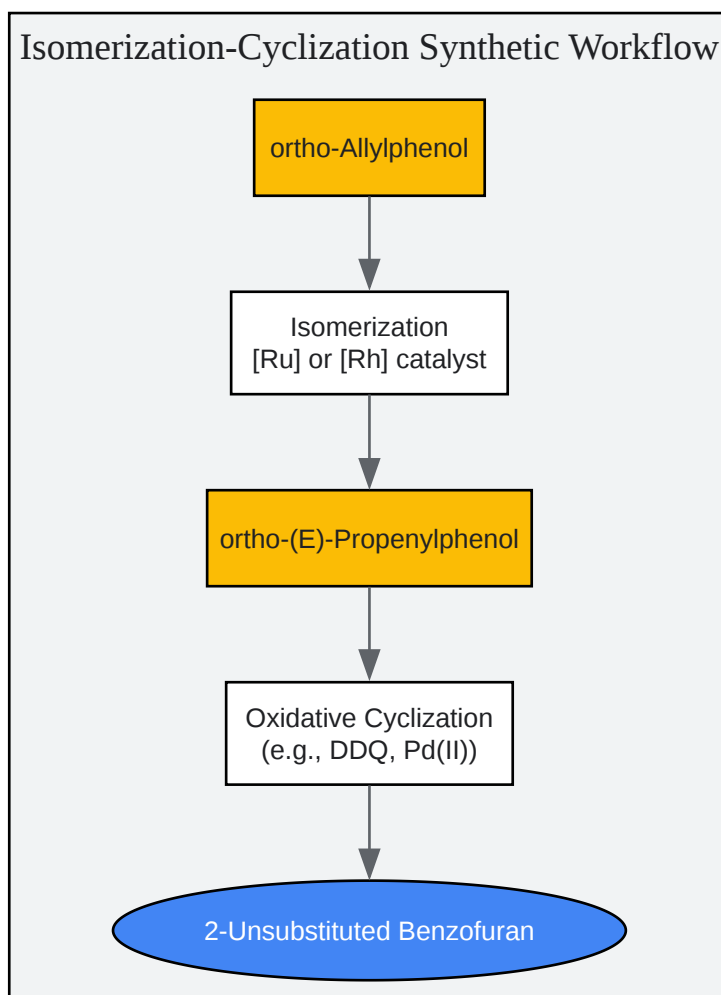 Isomerization-Cyclization Synthetic Workflow
ortho-Allylphenol
Isomerization
[Ru] or [Rh] catalyst
ortho-(E)-Propenylphenol
Oxidative Cyclization
(e.g., DDQ, Pd(II))
2-Unsubstituted Benzofuran